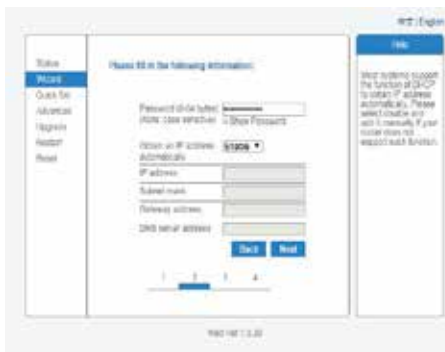 中文 | English
Help
Status
Wizard
Quick Set
Advanced
Upgrade
Restart
Reset
Please fill in the following information:
Password (8-64 bytes)
(Note: case sensitive)
Show Password
Obtain an IP address
automatically
Enable
IP address
Subnet mask
Gateway address
DNS server address
Back
Next
1 2 3 4
Most systems support
the function of DHCP
to obtain IP address
automatically. Please
select disable and
add it manually if your
router does not
support such function.